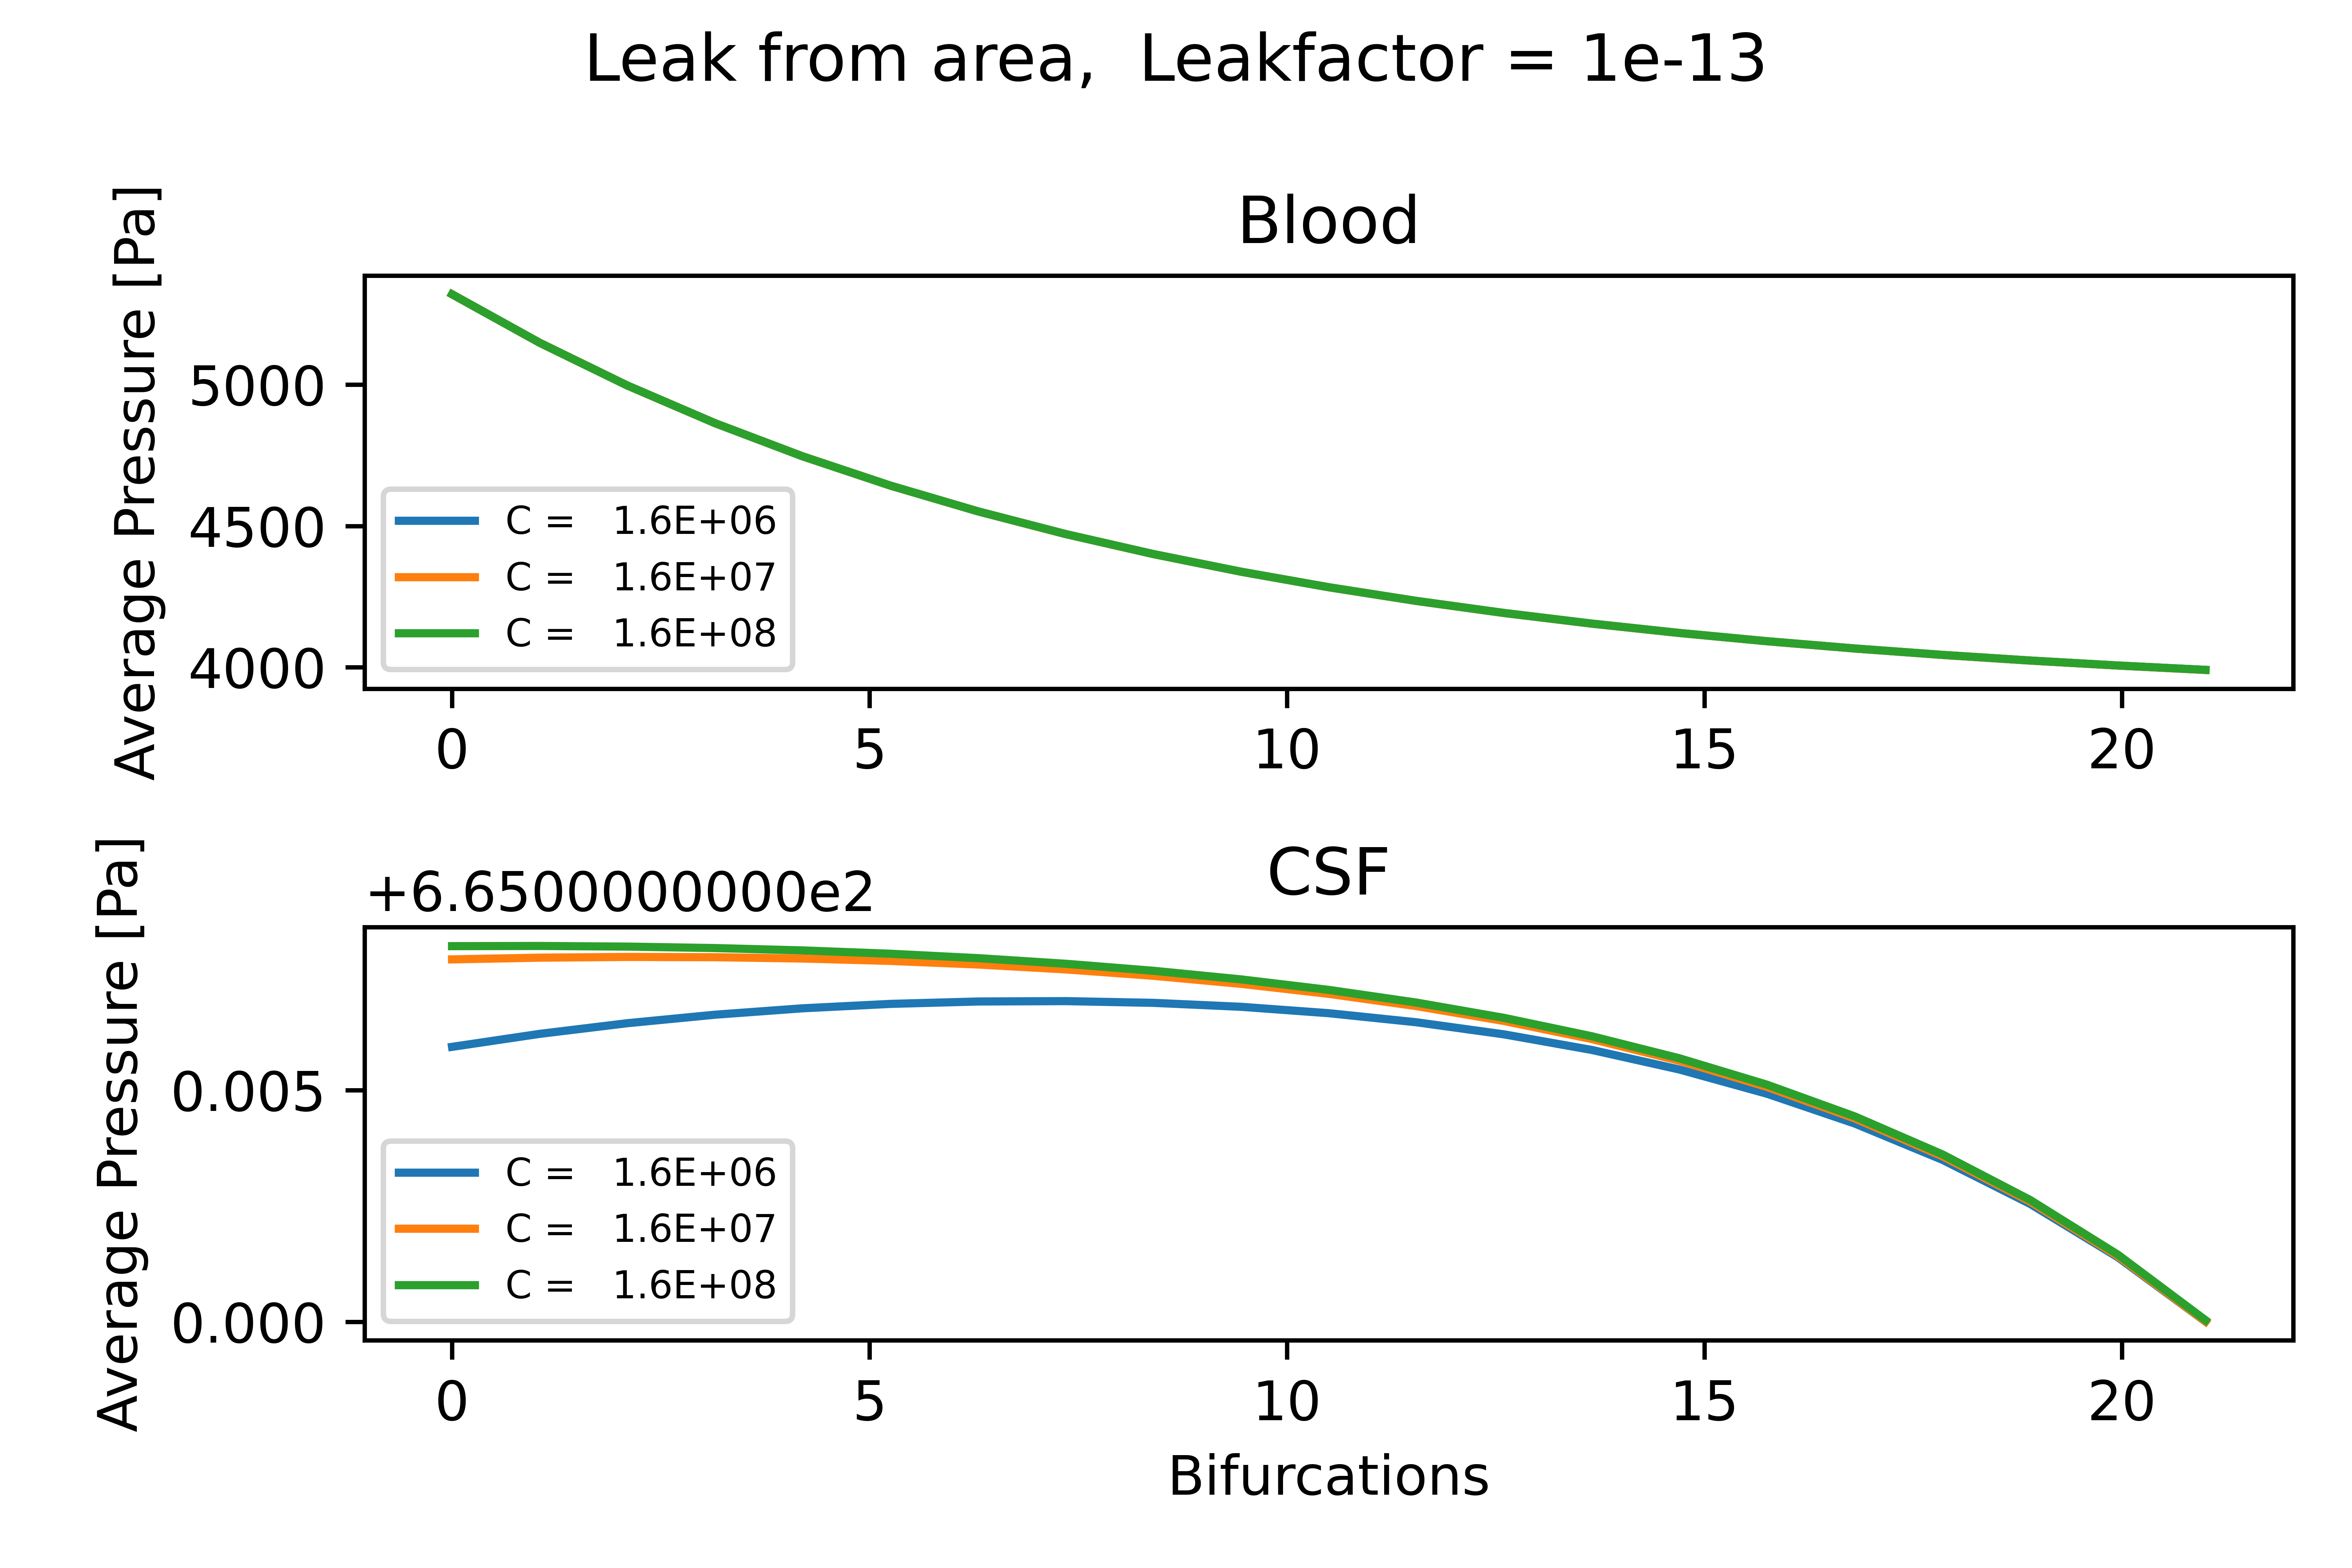 Leak from area,  Leakfactor = 1e-13
Blood
Average Pressure [Pa]
5000
4500
4000
C =   1.6E+06
C =   1.6E+07
C =   1.6E+08
0 5 10 15 20
CSF
+6.6500000000e2
Average Pressure [Pa]
0.005
0.000
C =   1.6E+06
C =   1.6E+07
C =   1.6E+08
0 5 10 15 20
Bifurcations